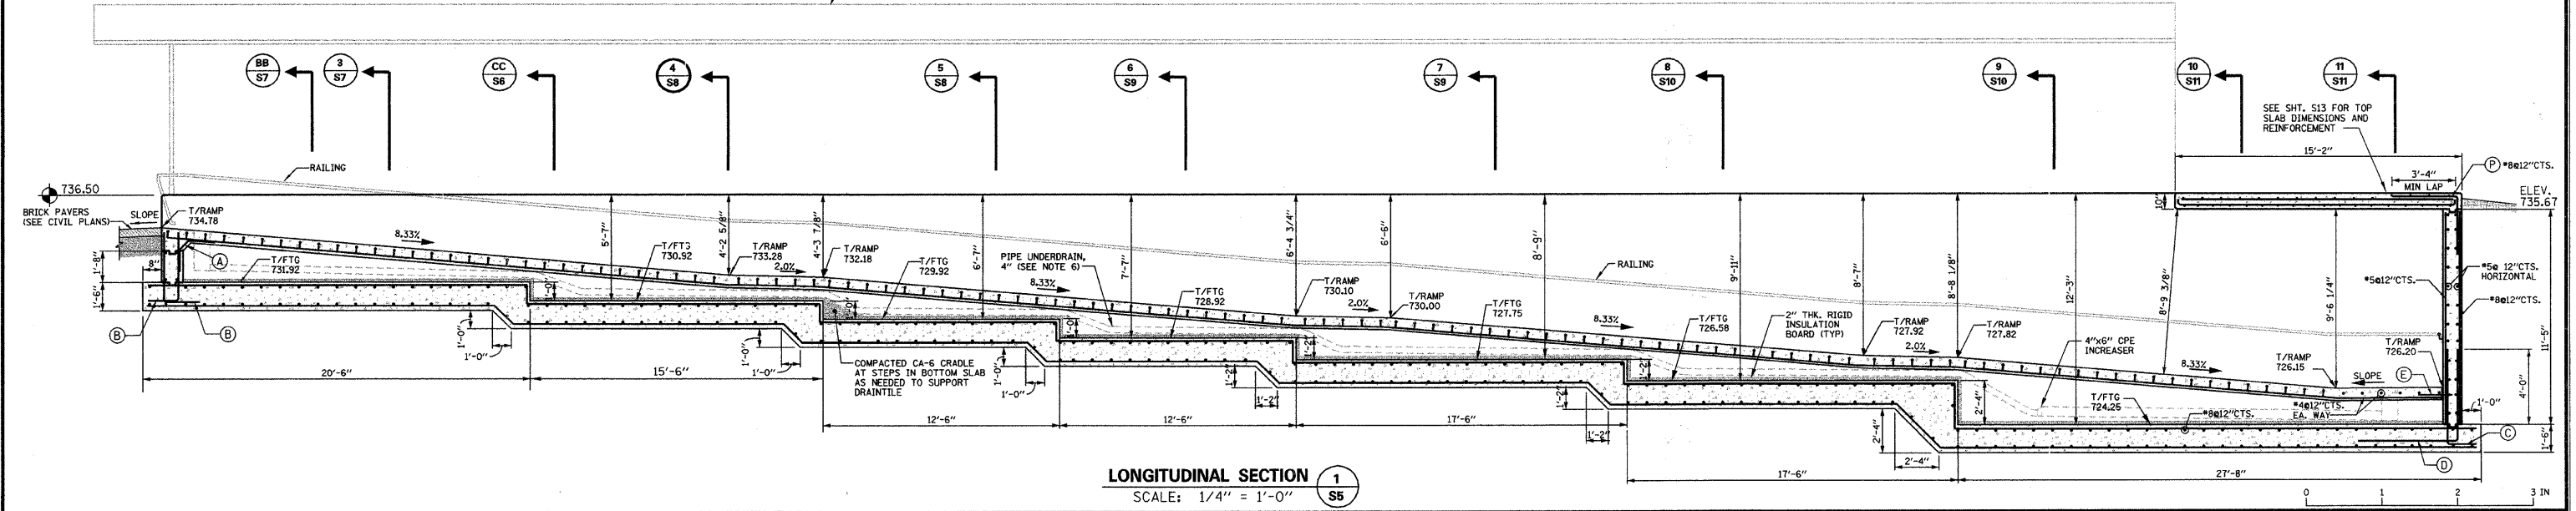 BB
S7
3
S7
CC
S6
4
S8
5
S8
6
S9
7
S9
8
S10
9
S10
10
S11
11
S11
SEE SHT. S13 FOR TOP
SLAB DIMENSIONS AND
REINFORCEMENT
15'-2"
P #8@12"CTS.
3'-4"
MIN LAP
ELEV.
735.67
RAILING
736.50
BRICK PAVERS
(SEE CIVIL PLANS)
SLOPE
T/RAMP
734.78
8.33%
A
T/FTG
731.92
8"
1'-8"
1'-6"
B
B
5'-7"
T/FTG
730.92
1'-0"
4'-2 5/8"
T/RAMP
733.28
2.0%
4'-3 7/8"
T/RAMP
732.18
T/FTG
729.92
1'-0"
6'-7"
PIPE UNDERDRAIN,
4" (SEE NOTE 6)
8.33%
7'-7"
1'-0"
T/FTG
728.92
6'-4 3/4"
T/RAMP
730.10
2.0%
6'-6"
T/RAMP
730.00
1'-2"
T/FTG
727.75
8'-9"
RAILING
8.33%
1'-2"
T/FTG
726.58
9'-11"
2" THK. RIGID
INSULATION
BOARD (TYP)
8'-7"
T/RAMP
727.92
2.0%
8'-8 1/8"
T/RAMP
727.82
12'-3"
4"x6" CPE
INCREASER
8'-9 3/8"
8.33%
10"
9'-6 1/4"
T/RAMP
726.15
T/RAMP
726.20
SLOPE
E
#5@12"CTS.
#5@ 12"CTS.
HORIZONTAL
#8@12"CTS.
11'-5"
4'-0"
1'-0"
1'-6"
T/FTG
724.25
#8@12"CTS.
#4@12"CTS.
EA. WAY
2'-4"
C
D
1'-0"
1'-0"
1'-0"
1'-0"
COMPACTED CA-6 CRADLE
AT STEPS IN BOTTOM SLAB
AS NEEDED TO SUPPORT
DRAINTILE
1'-0"
1'-0"
1'-2"
1'-2"
1'-2"
1'-2"
2'-4"
2'-4"
20'-6"
15'-6"
12'-6"
12'-6"
17'-6"
17'-6"
27'-8"
LONGITUDINAL SECTION
1
S5
SCALE: 1/4" = 1'-0"
0 1 2 3 IN